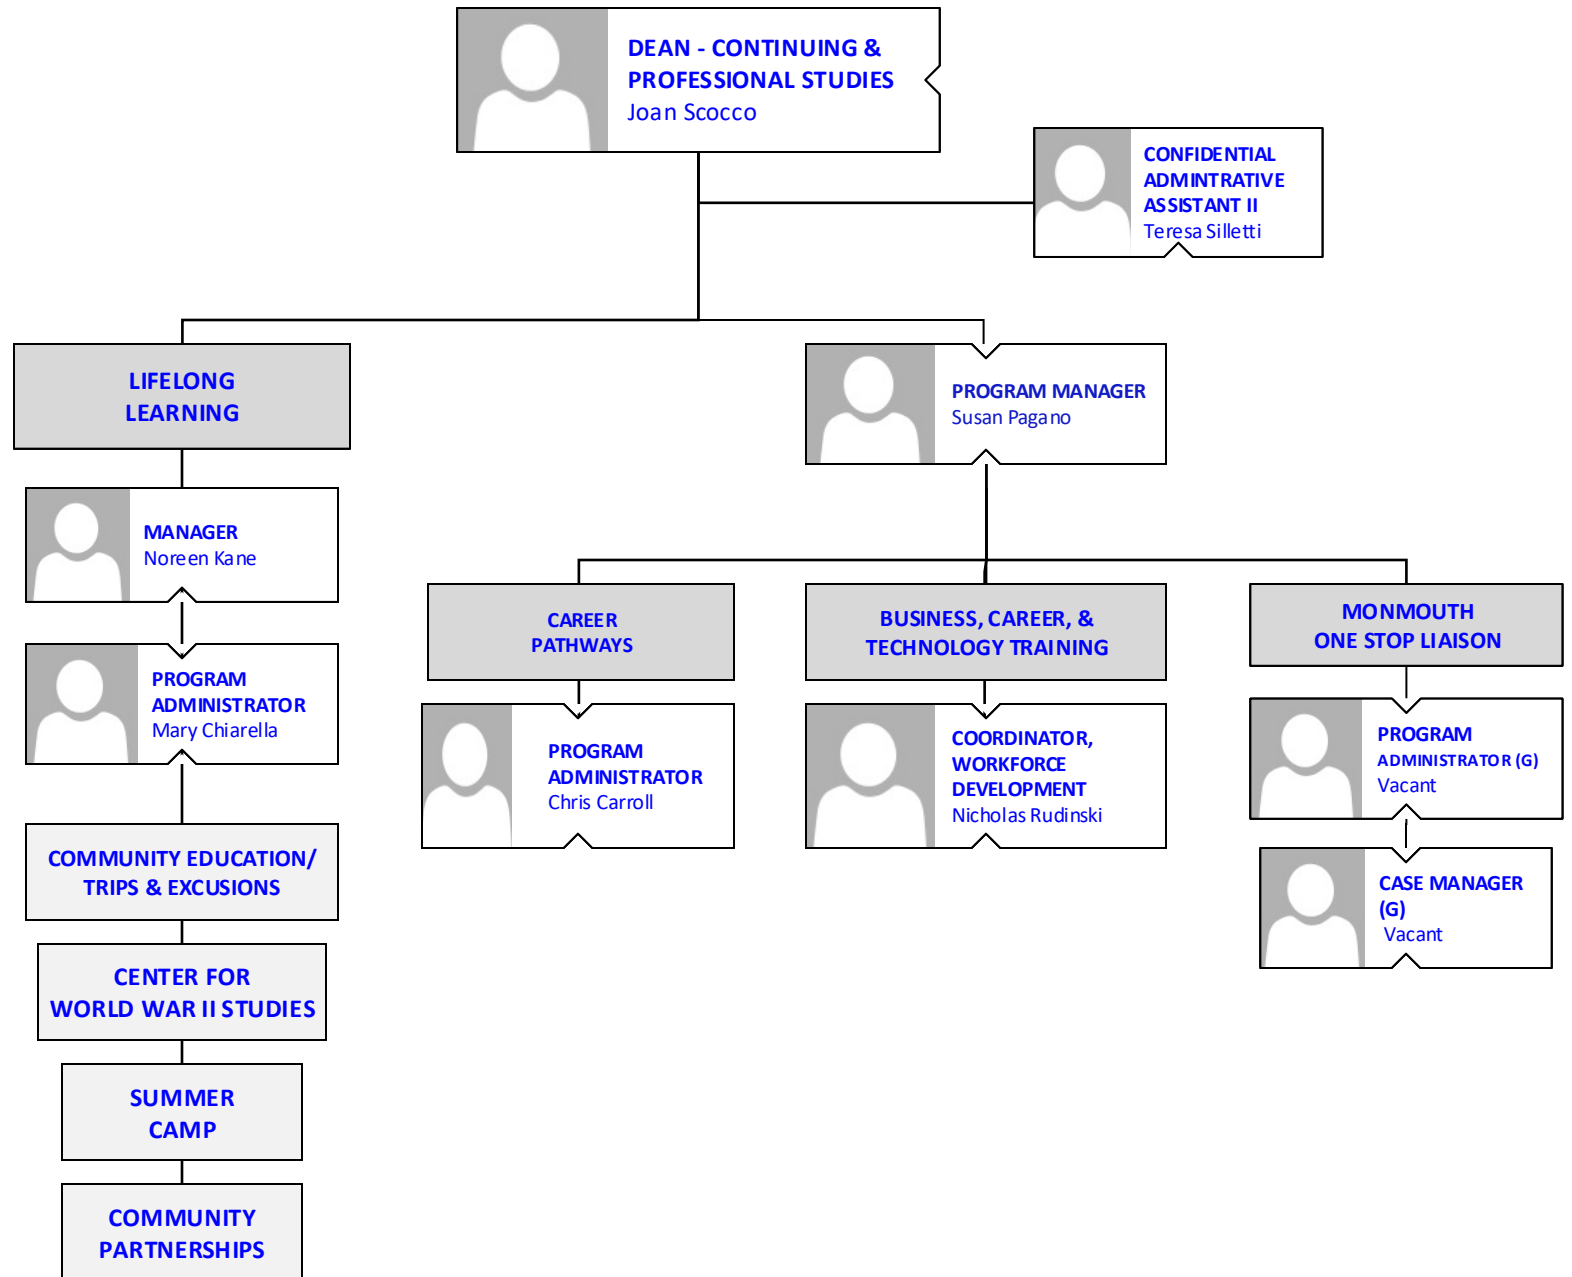 DEAN - CONTINUING &
PROFESSIONAL STUDIES
Joan Scocco
CONFIDENTIAL
ADMINTRATIVE
ASSISTANT II
Teresa Silletti
LIFELONG
LEARNING
PROGRAM MANAGER
Susan Pagano
MANAGER
Noreen Kane
CAREER
PATHWAYS
BUSINESS, CAREER, &
TECHNOLOGY TRAINING
MONMOUTH
ONE STOP LIAISON
PROGRAM
ADMINISTRATOR
Mary Chiarella
PROGRAM
ADMINISTRATOR
Chris Carroll
COORDINATOR,
WORKFORCE
DEVELOPMENT
Nicholas Rudinski
PROGRAM
ADMINISTRATOR (G)
Vacant
COMMUNITY EDUCATION/
TRIPS & EXCUSIONS
CASE MANAGER
(G)
Vacant
CENTER FOR
WORLD WAR II STUDIES
SUMMER
CAMP
COMMUNITY
PARTNERSHIPS